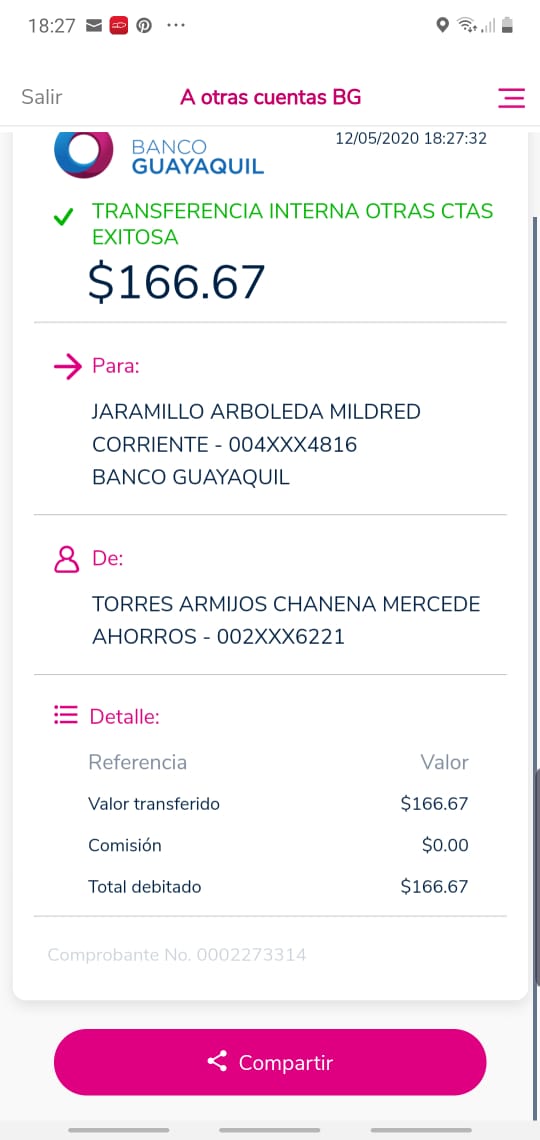 18:27
Salir
A otras cuentas BG
12/05/2020 18:27:32
BANCO
GUAYAQUIL
TRANSFERENCIA INTERNA OTRAS CTAS
EXITOSA
$166.67
Para:
JARAMILLO ARBOLEDA MILDRED
CORRIENTE - 004XXX4816
BANCO GUAYAQUIL
De:
TORRES ARMIJOS CHANENA MERCEDE
AHORROS - 002XXX6221
Detalle:
Referencia Valor
Valor transferido $166.67
Comisión $0.00
Total debitado $166.67
Comprobante No. 0002273314
Compartir